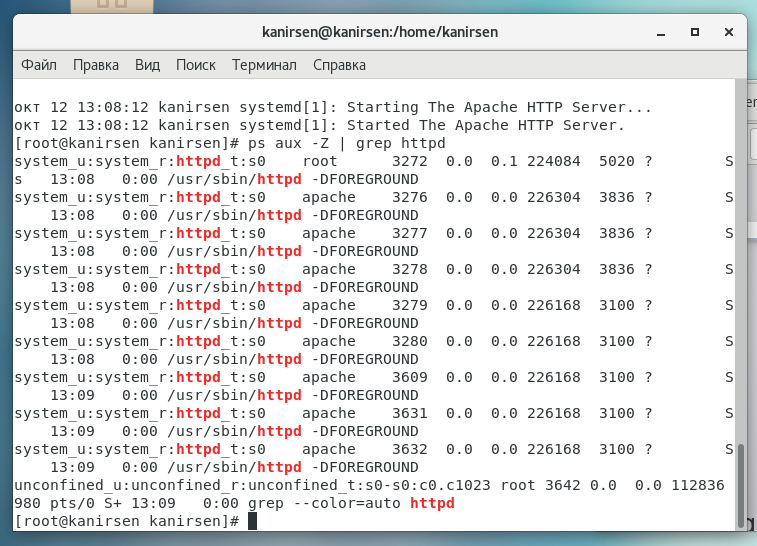 kanirsen@kanirsen:/home/kanirsen
Файл Правка Вид Поиск Терминал Справка
окт 12 13:08:12 kanirsen systemd[1]: Starting The Apache HTTP Server...
окт 12 13:08:12 kanirsen systemd[1]: Started The Apache HTTP Server.
[root@kanirsen kanirsen]# ps aux -Z | grep httpd
system_u:system_r:httpd_t:s0    root      3272  0.0  0.1 224084  5020 ?        S
s   13:08   0:00 /usr/sbin/httpd -DFOREGROUND
system_u:system_r:httpd_t:s0    apache    3276  0.0  0.0 226304  3836 ?        S
    13:08   0:00 /usr/sbin/httpd -DFOREGROUND
system_u:system_r:httpd_t:s0    apache    3277  0.0  0.0 226304  3836 ?        S
    13:08   0:00 /usr/sbin/httpd -DFOREGROUND
system_u:system_r:httpd_t:s0    apache    3278  0.0  0.0 226304  3836 ?        S
    13:08   0:00 /usr/sbin/httpd -DFOREGROUND
system_u:system_r:httpd_t:s0    apache    3279  0.0  0.0 226168  3100 ?        S
    13:08   0:00 /usr/sbin/httpd -DFOREGROUND
system_u:system_r:httpd_t:s0    apache    3280  0.0  0.0 226168  3100 ?        S
    13:08   0:00 /usr/sbin/httpd -DFOREGROUND
system_u:system_r:httpd_t:s0    apache    3609  0.0  0.0 226168  3100 ?        S
    13:09   0:00 /usr/sbin/httpd -DFOREGROUND
system_u:system_r:httpd_t:s0    apache    3631  0.0  0.0 226168  3100 ?        S
    13:09   0:00 /usr/sbin/httpd -DFOREGROUND
system_u:system_r:httpd_t:s0    apache    3632  0.0  0.0 226168  3100 ?        S
    13:09   0:00 /usr/sbin/httpd -DFOREGROUND
unconfined_u:unconfined_r:unconfined_t:s0-s0:c0.c1023 root 3642 0.0  0.0 112836
980 pts/0 S+ 13:09   0:00 grep --color=auto httpd
[root@kanirsen kanirsen]#